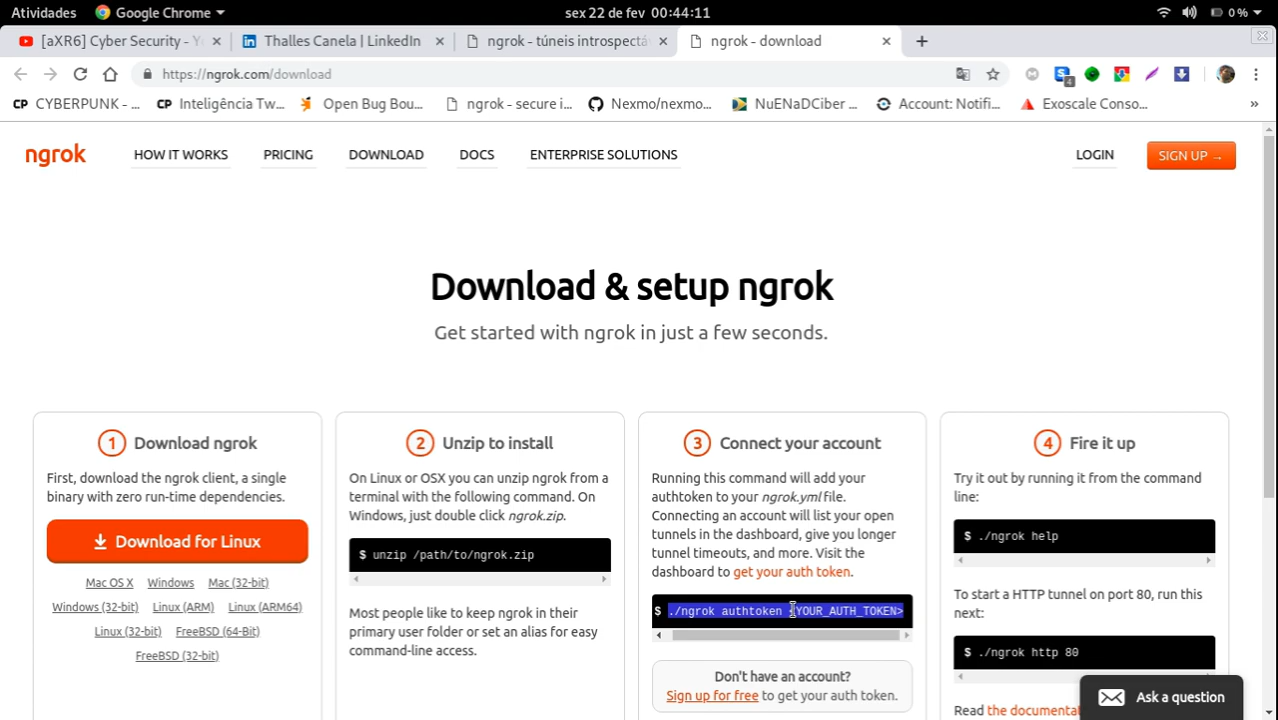 Atividades
Google Chrome
sex 22 de fev 00:44:11
0 %
[aXR6] Cyber Security - Yo
Thalles Canela | LinkedIn
ngrok - túneis introspectáv
ngrok - download
https://ngrok.com/download
4
CP CYBERPUNK - ...
CP Inteligência Tw...
Open Bug Bou...
ngrok - secure i...
Nexmo/nexmo...
NuENaDCiber ...
Account: Notifi...
Exoscale Conso...
»
ngrok
HOW IT WORKS
PRICING
DOWNLOAD
DOCS
ENTERPRISE SOLUTIONS
LOGIN
SIGN UP →
Download & setup ngrok
Get started with ngrok in just a few seconds.
1 Download ngrok
First, download the ngrok client, a single
binary with zero run-time dependencies.
Download for Linux
Mac OS X Windows Mac (32-bit)
Windows (32-bit) Linux (ARM) Linux (ARM64)
Linux (32-bit) FreeBSD (64-Bit)
FreeBSD (32-bit)
2 Unzip to install
On Linux or OSX you can unzip ngrok from a
terminal with the following command. On
Windows, just double click ngrok.zip.
$ unzip /path/to/ngrok.zip
Most people like to keep ngrok in their
primary user folder or set an alias for easy
command-line access.
3 Connect your account
Running this command will add your
authtoken to your ngrok.yml file.
Connecting an account will list your open
tunnels in the dashboard, give you longer
tunnel timeouts, and more. Visit the
dashboard to get your auth token.
$ ./ngrok authtoken <YOUR_AUTH_TOKEN>
Don't have an account?
Sign up for free to get your auth token.
4 Fire it up
Try it out by running it from the command
line:
$ ./ngrok help
To start a HTTP tunnel on port 80, run this
next:
$ ./ngrok http 80
Read the documentat
Ask a question